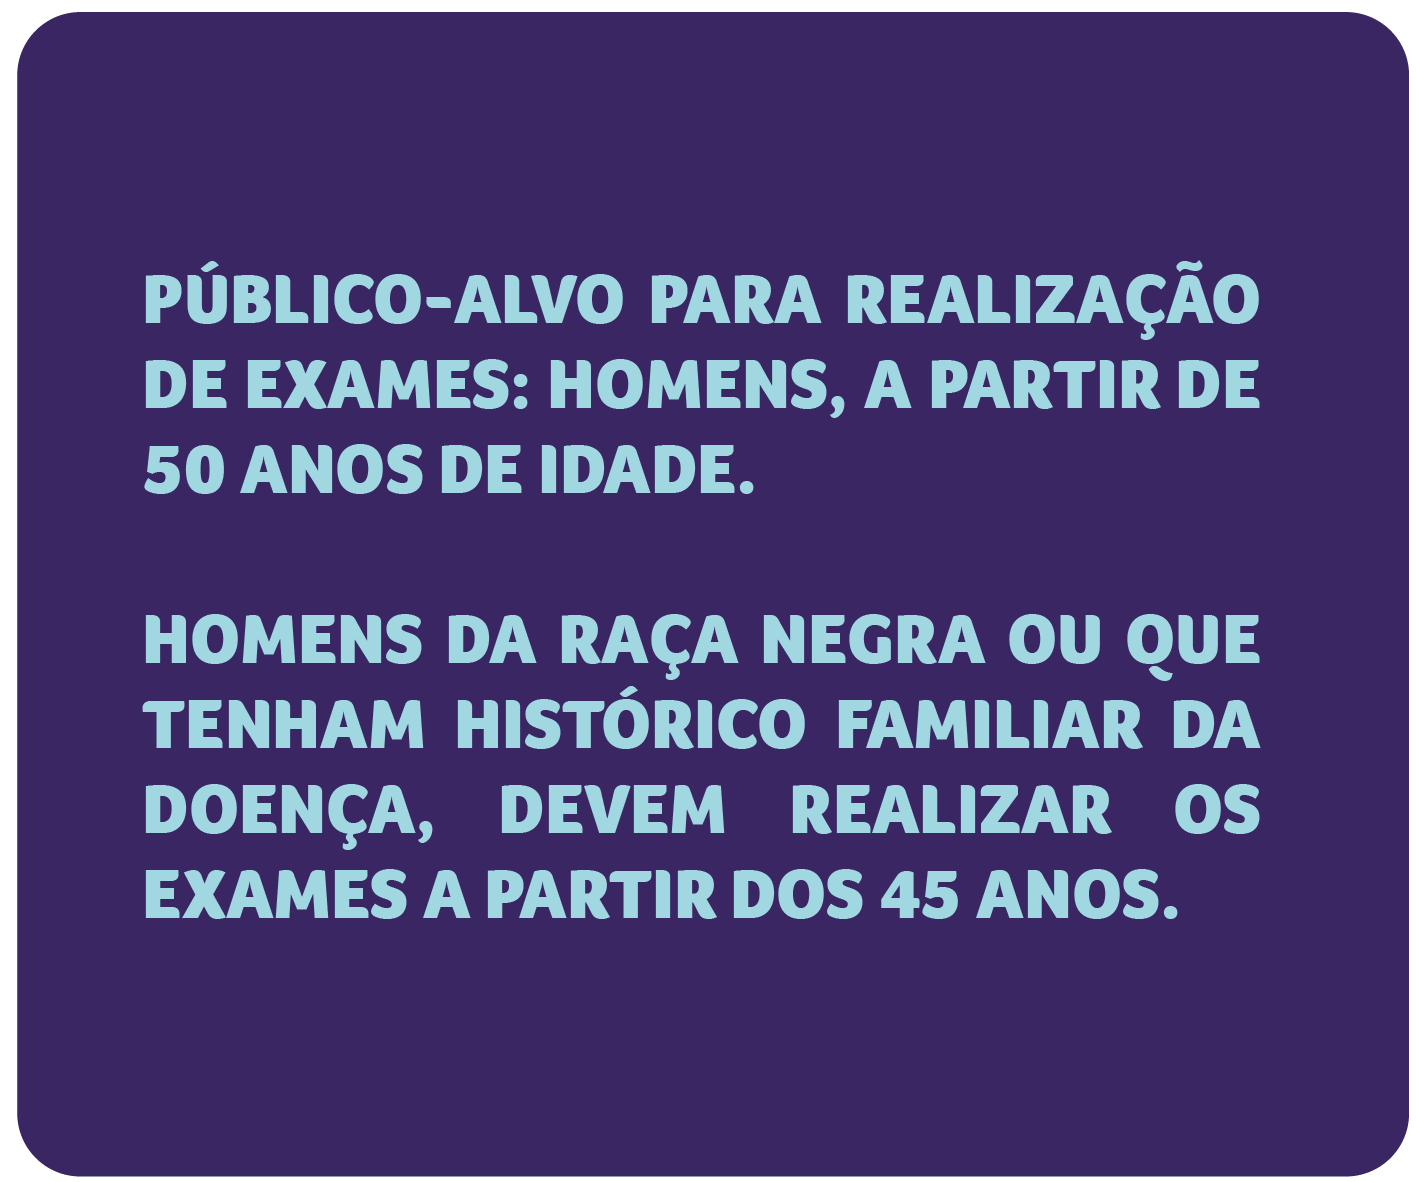 PÚBLICO-ALVO PARA REALIZAÇÃO
DE EXAMES: HOMENS, A PARTIR DE
50 ANOS DE IDADE.
HOMENS DA RAÇA NEGRA OU QUE
TENHAM HISTÓRICO FAMILIAR DA
DOENÇA, DEVEM REALIZAR OS
EXAMES A PARTIR DOS 45 ANOS.